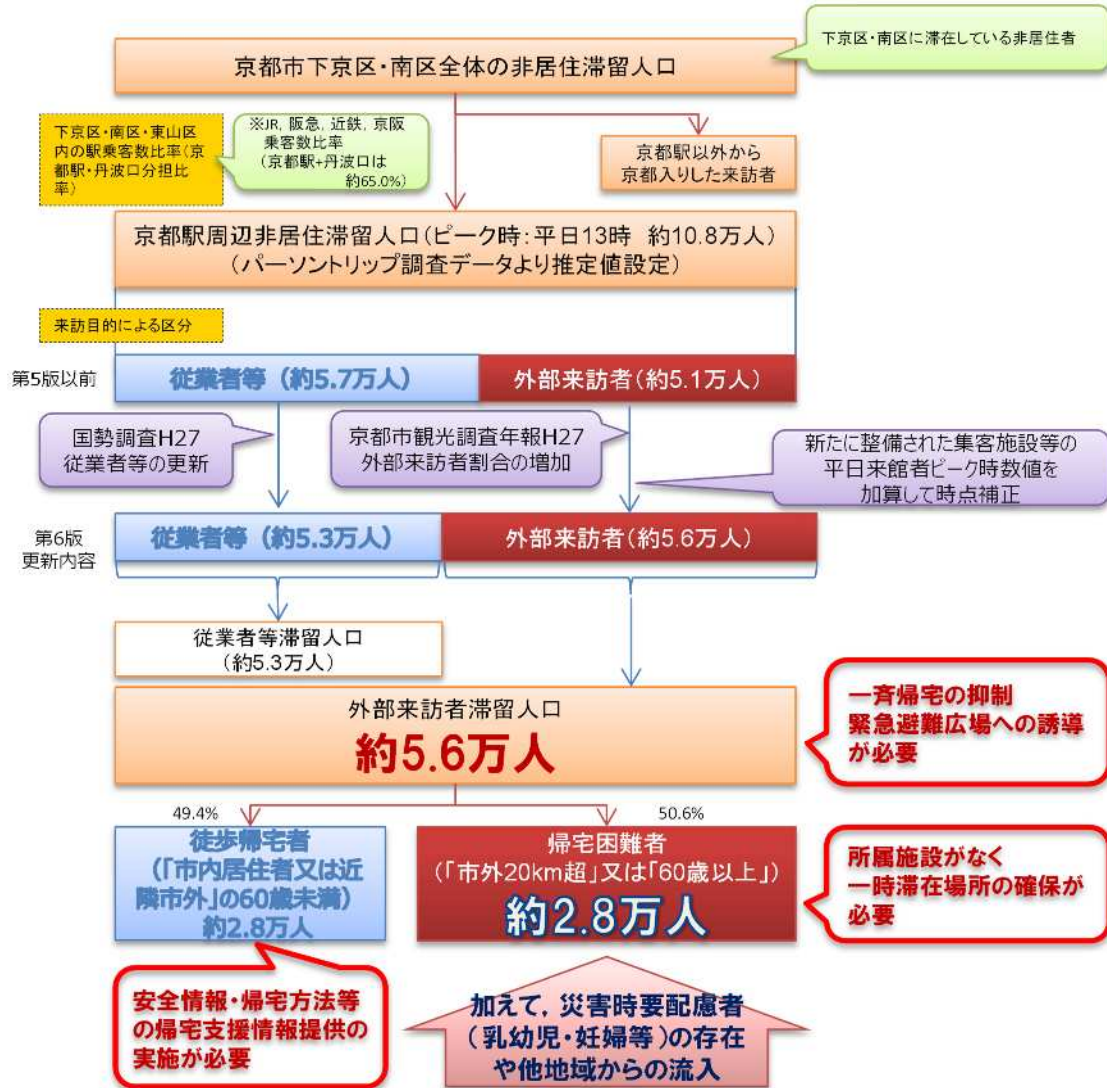 下京区・南区に滞在している非居住者
京都市下京区・南区全体の非居住滞留人口
下京区・南区・東山区
内の駅乗客数比率(京
都駅・丹波口分担比
率)
※JR, 阪急, 近鉄, 京阪
乗客数比率
(京都駅+丹波口は
約65.0%)
京都駅以外から
京都入りした来訪者
京都駅周辺非居住滞留人口(ピーク時:平日13時 約10.8万人)
(パーソントリップ調査データより推定値設定)
来訪目的による区分
第5版以前
従業者等 (約5.7万人)
外部来訪者(約5.1万人)
国勢調査H27
従業者等の更新
京都市観光調査年報H27
外部来訪者割合の増加
新たに整備された集客施設等の
平日来館者ピーク時数値を
加算して時点補正
第6版
更新内容
従業者等 (約5.3万人)
外部来訪者(約5.6万人)
従業者等滞留人口
(約5.3万人)
外部来訪者滞留人口
約5.6万人
一斉帰宅の抑制
緊急避難広場への誘導
が必要
49.4%
50.6%
徒歩帰宅者
(「市内居住者又は近
隣市外」の60歳未満)
約2.8万人
帰宅困難者
(「市外20km超」又は「60歳以上」)
約2.8万人
所属施設がなく
一時滞在場所の確保が
必要
安全情報・帰宅方法等
の帰宅支援情報提供の
実施が必要
加えて, 災害時要配慮者
(乳幼児・妊婦等)の存在
や他地域からの流入